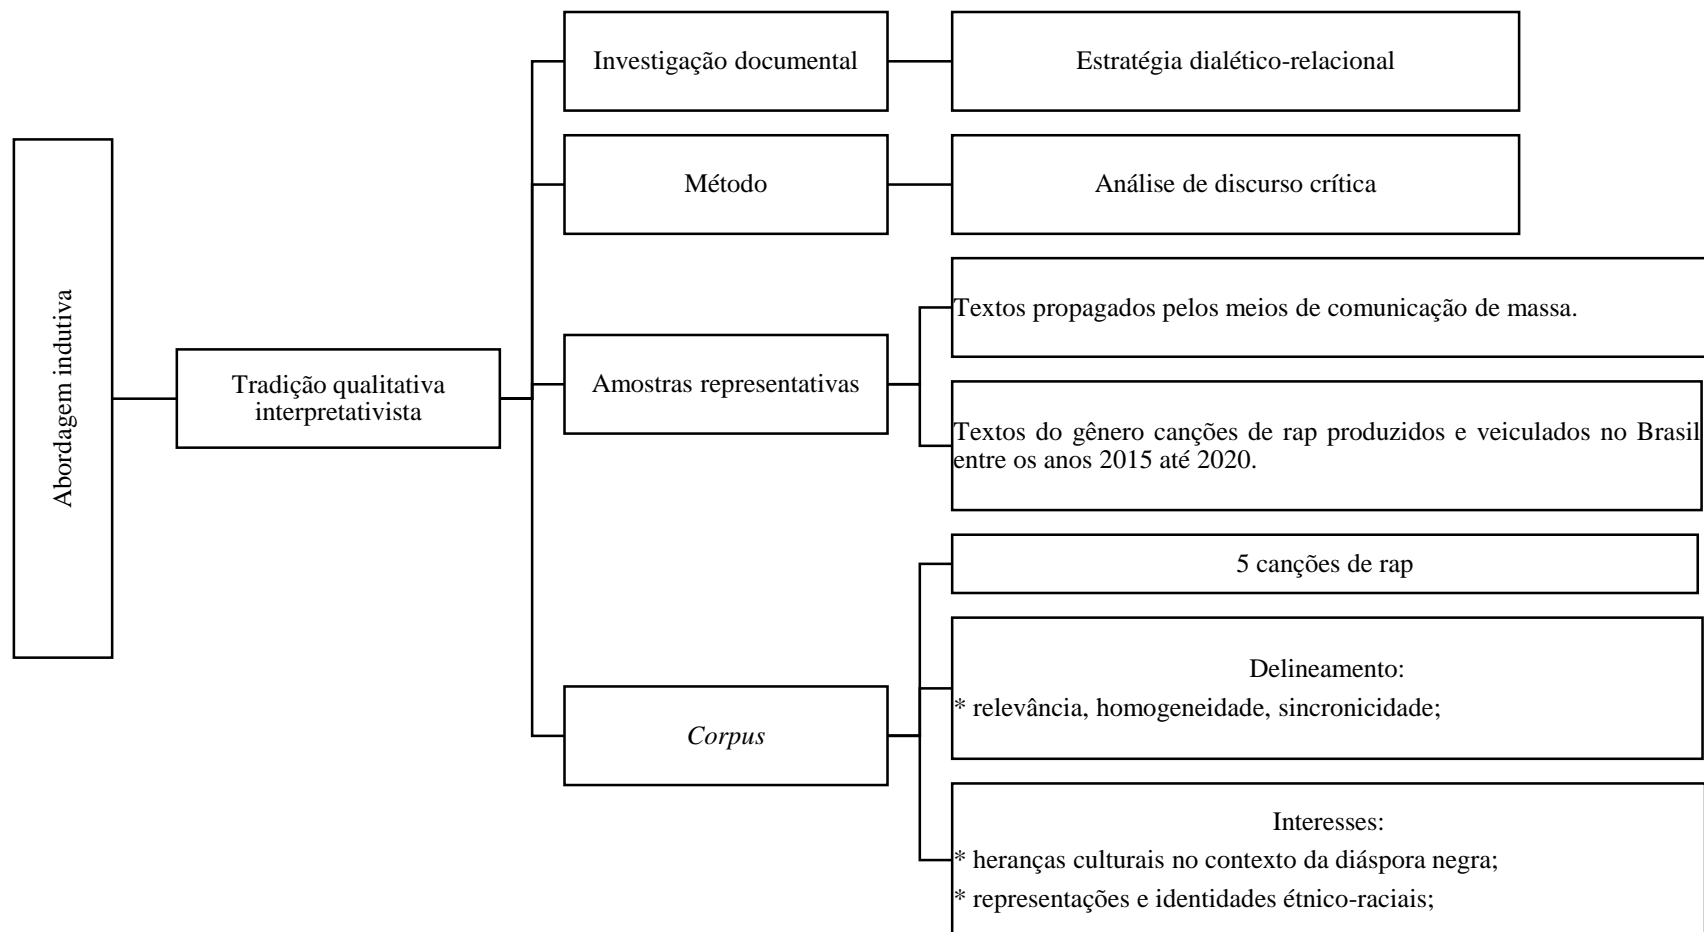 Abordagem indutiva
Tradição qualitativa
interpretativista
Investigação documental
Estratégia dialético-relacional
Método
Análise de discurso crítica
Amostras representativas
Textos propagados pelos meios de comunicação de massa.
Textos do gênero canções de rap produzidos e veiculados no Brasil
entre os anos 2015 até 2020.
Corpus
5 canções de rap
Delineamento:
* relevância, homogeneidade, sincronicidade;
Interesses:
* heranças culturais no contexto da diáspora negra;
* representações e identidades étnico-raciais;